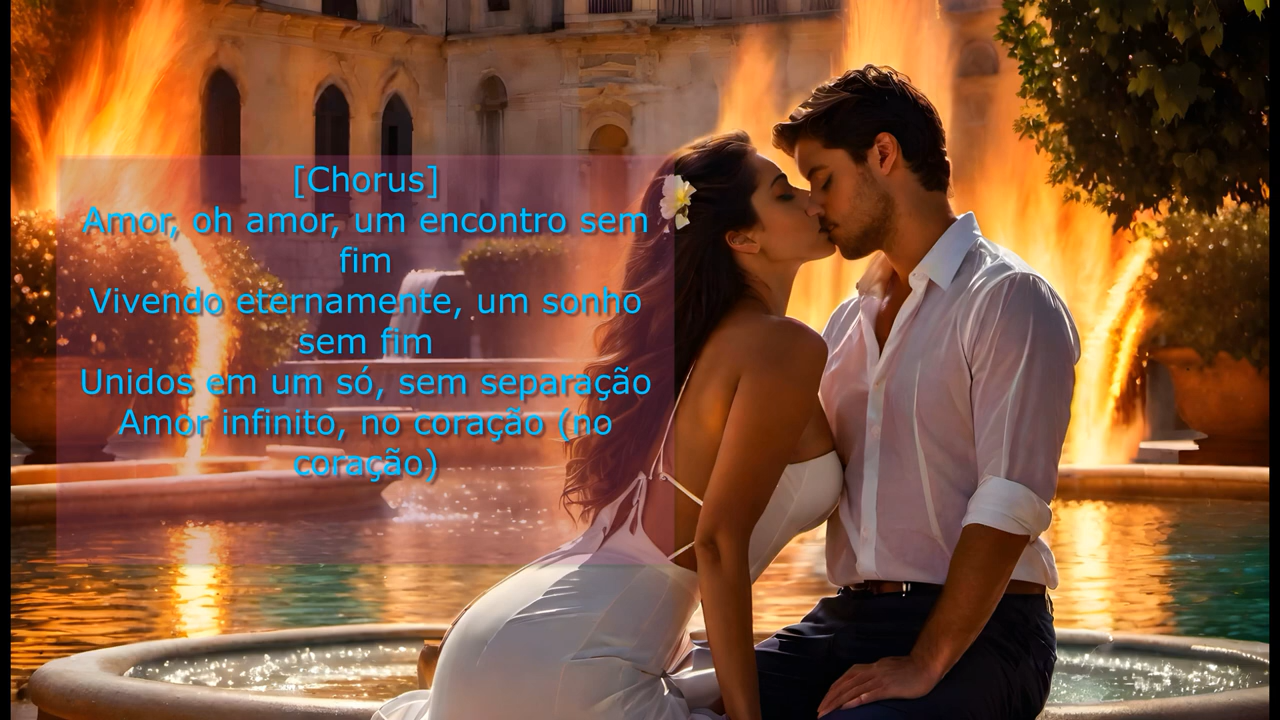 [Chorus]
Amor, oh amor, um encontro sem
fim
Vivendo eternamente, um sonho
sem fim
Unidos em um só, sem separação
Amor infinito, no coração (no
coração)